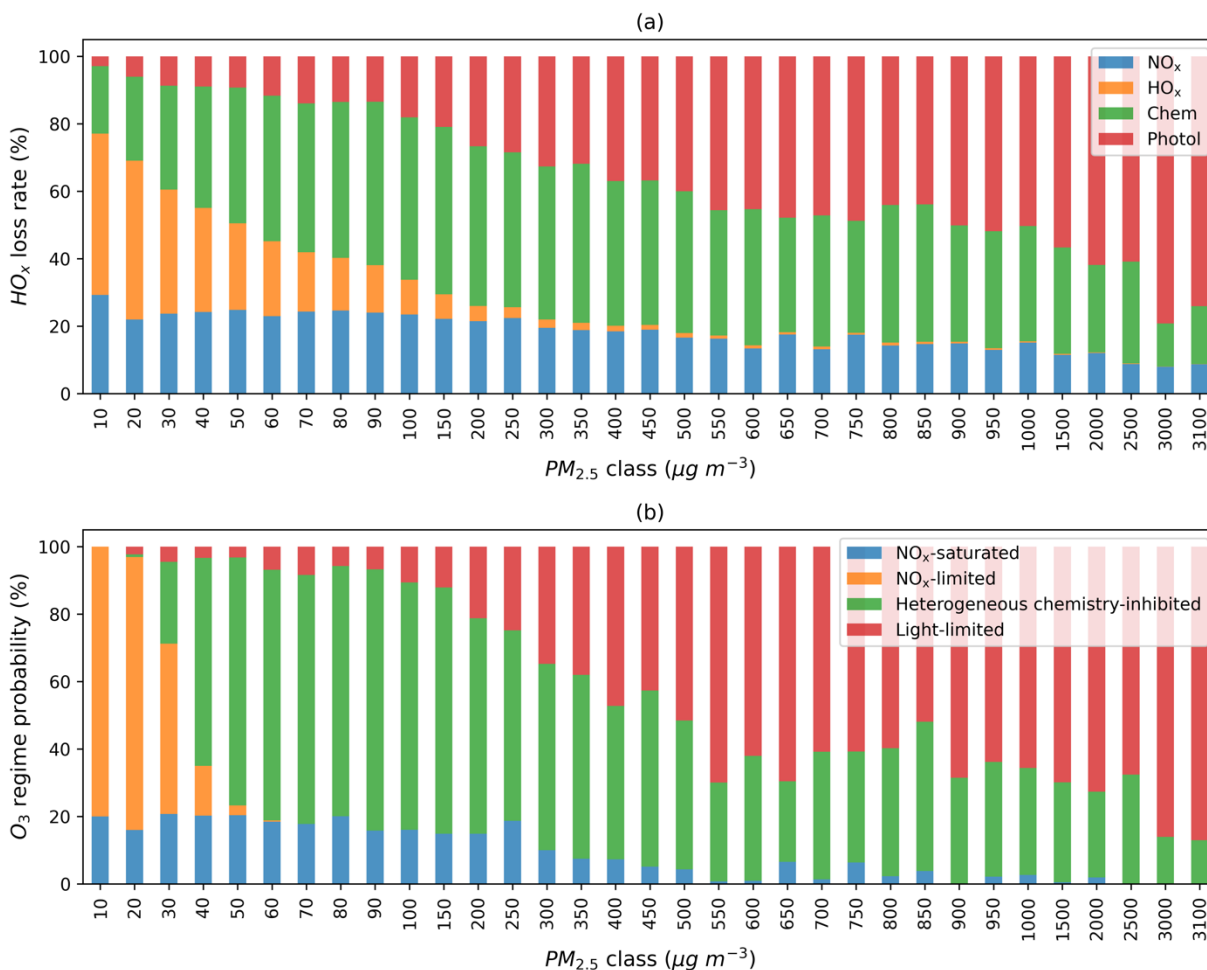 (a)
HOₓ loss rate (%)
100
80
60
40
20
0
NOₓ
HOₓ
Chem
Photol
10 20 30 40 50 60 70 80 90 100 150 200 250 300 350 400 450 500 550 600 650 700 750 800 850 900 950 1000 1500 2000 2500 3000 3100
PM₂.₅ class (μg m⁻³)
(b)
O₃ regime probability (%)
100
80
60
40
20
0
NOₓ-saturated
NOₓ-limited
Heterogeneous chemistry-inhibited
Light-limited
10 20 30 40 50 60 70 80 90 100 150 200 250 300 350 400 450 500 550 600 650 700 750 800 850 900 950 1000 1500 2000 2500 3000 3100
PM₂.₅ class (μg m⁻³)